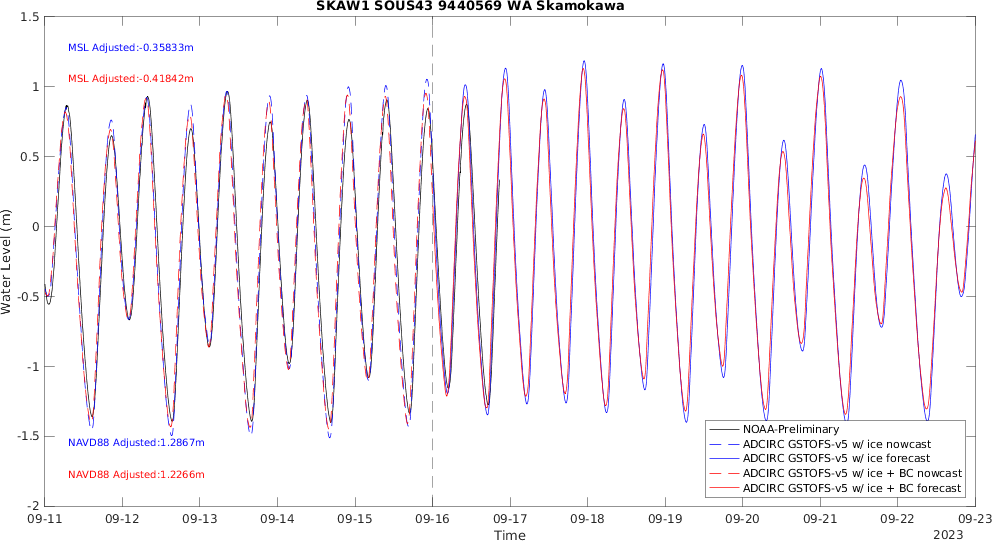 SKAW1 SOUS43 9440569 WA Skamokawa
MSL Adjusted:-0.35833m
MSL Adjusted:-0.41842m
NAVD88 Adjusted:1.2867m
NAVD88 Adjusted:1.2266m
Water Level (m)
1.5
1
0.5
0
-0.5
-1
-1.5
-2
NOAA-Preliminary
ADCIRC GSTOFS-v5 w/ ice nowcast
ADCIRC GSTOFS-v5 w/ ice forecast
ADCIRC GSTOFS-v5 w/ ice + BC nowcast
ADCIRC GSTOFS-v5 w/ ice + BC forecast
09-11 09-12 09-13 09-14 09-15 09-16 09-17 09-18 09-19 09-20 09-21 09-22 09-23
Time
2023